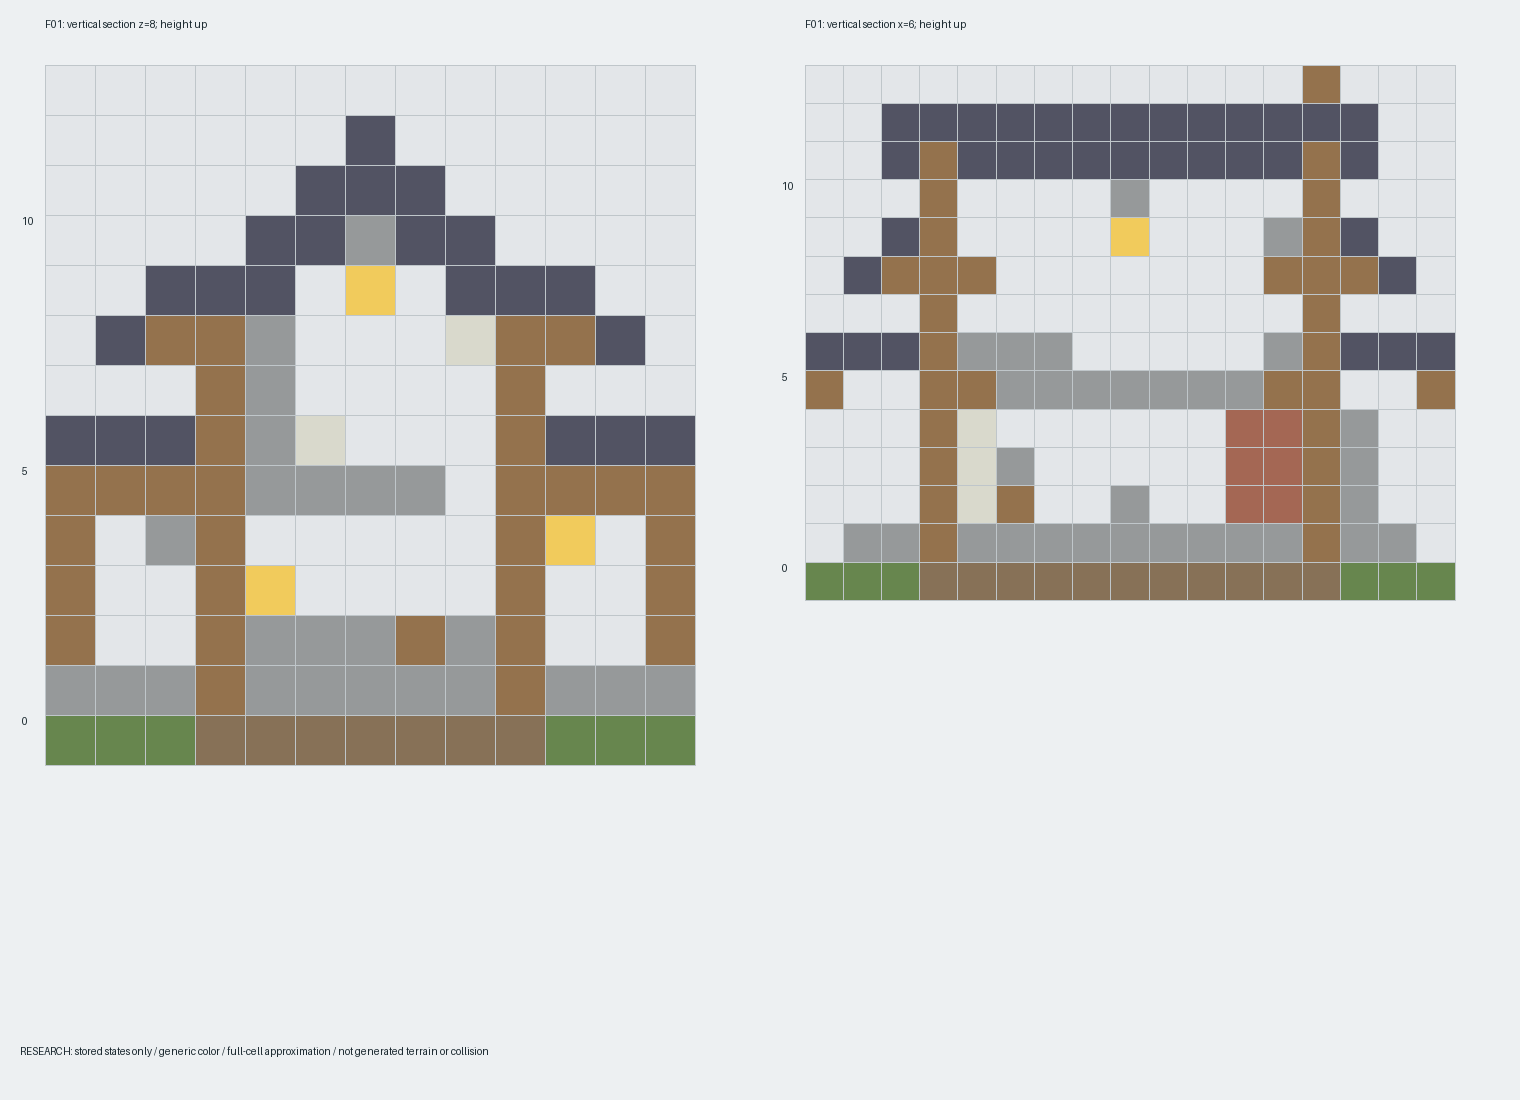 F01: vertical section z=8; height up
F01: vertical section x=6; height up
10
5
0
10
5
0
RESEARCH: stored states only / generic color / full-cell approximation / not generated terrain or collision